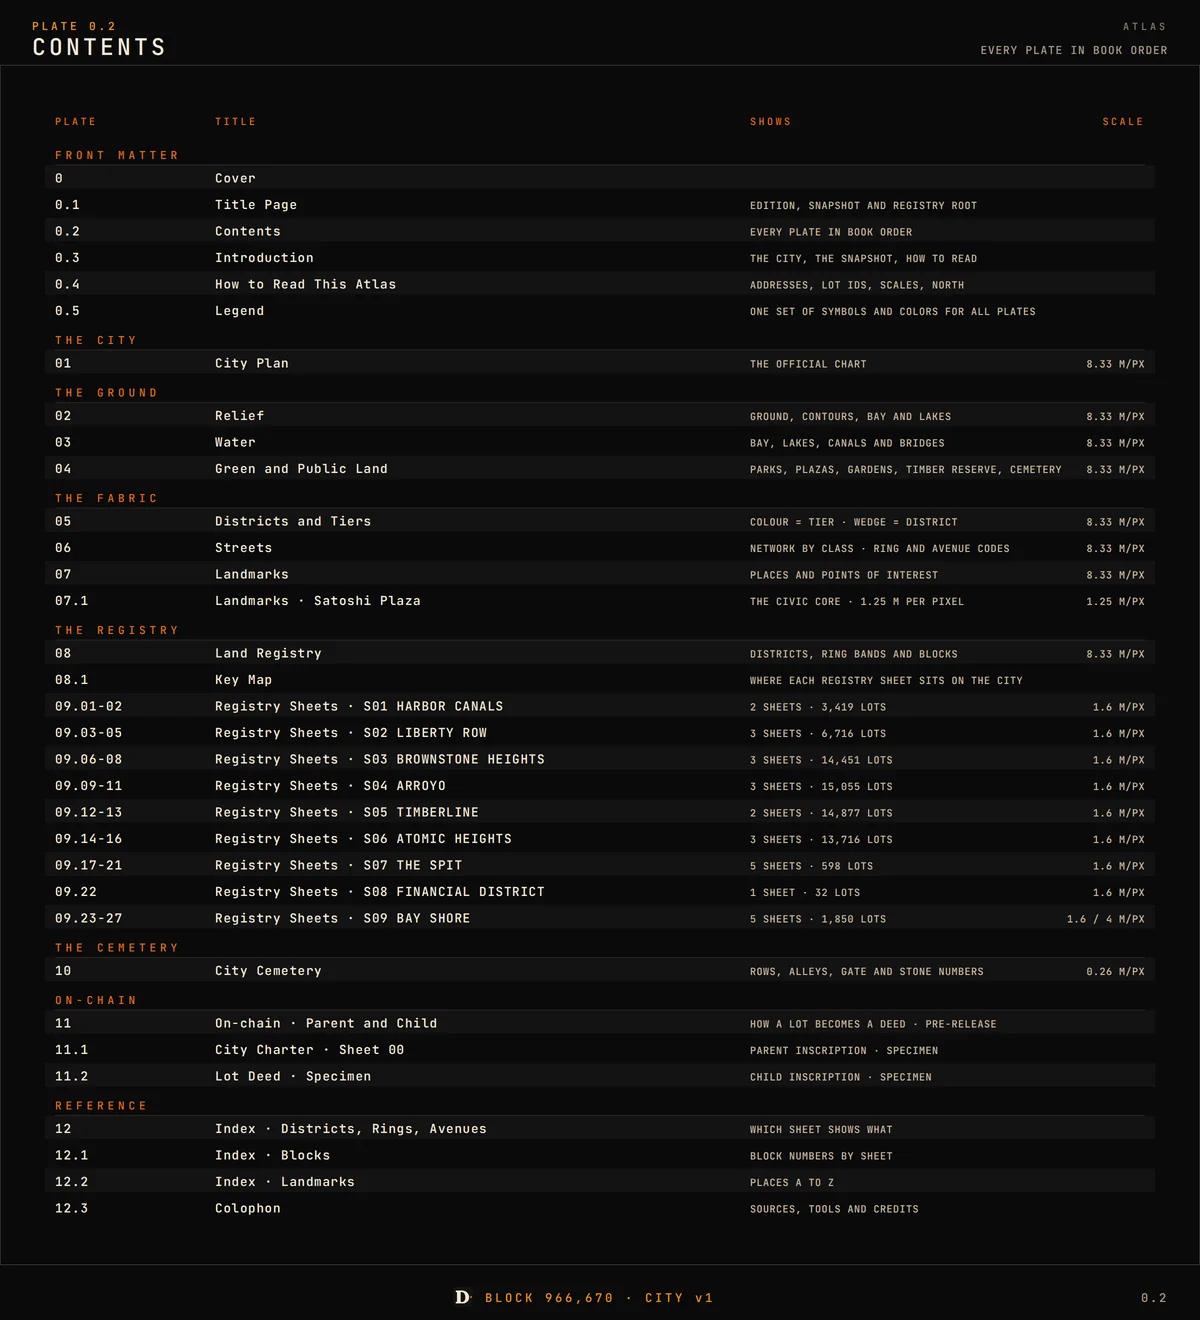 PLATE 0.2
ATLAS
CONTENTS
EVERY PLATE IN BOOK ORDER
PLATE TITLE SHOWS SCALE
FRONT MATTER
0 Cover
0.1 Title Page EDITION, SNAPSHOT AND REGISTRY ROOT
0.2 Contents EVERY PLATE IN BOOK ORDER
0.3 Introduction THE CITY, THE SNAPSHOT, HOW TO READ
0.4 How to Read This Atlas ADDRESSES, LOT IDS, SCALES, NORTH
0.5 Legend ONE SET OF SYMBOLS AND COLORS FOR ALL PLATES
THE CITY
01 City Plan THE OFFICIAL CHART 8.33 M/PX
THE GROUND
02 Relief GROUND, CONTOURS, BAY AND LAKES 8.33 M/PX
03 Water BAY, LAKES, CANALS AND BRIDGES 8.33 M/PX
04 Green and Public Land PARKS, PLAZAS, GARDENS, TIMBER RESERVE, CEMETERY 8.33 M/PX
THE FABRIC
05 Districts and Tiers COLOUR = TIER · WEDGE = DISTRICT 8.33 M/PX
06 Streets NETWORK BY CLASS · RING AND AVENUE CODES 8.33 M/PX
07 Landmarks PLACES AND POINTS OF INTEREST 8.33 M/PX
07.1 Landmarks · Satoshi Plaza THE CIVIC CORE · 1.25 M PER PIXEL 1.25 M/PX
THE REGISTRY
08 Land Registry DISTRICTS, RING BANDS AND BLOCKS 8.33 M/PX
08.1 Key Map WHERE EACH REGISTRY SHEET SITS ON THE CITY
09.01-02 Registry Sheets · S01 HARBOR CANALS 2 SHEETS · 3,419 LOTS 1.6 M/PX
09.03-05 Registry Sheets · S02 LIBERTY ROW 3 SHEETS · 6,716 LOTS 1.6 M/PX
09.06-08 Registry Sheets · S03 BROWNSTONE HEIGHTS 3 SHEETS · 14,451 LOTS 1.6 M/PX
09.09-11 Registry Sheets · S04 ARROYO 3 SHEETS · 15,055 LOTS 1.6 M/PX
09.12-13 Registry Sheets · S05 TIMBERLINE 2 SHEETS · 14,877 LOTS 1.6 M/PX
09.14-16 Registry Sheets · S06 ATOMIC HEIGHTS 3 SHEETS · 13,716 LOTS 1.6 M/PX
09.17-21 Registry Sheets · S07 THE SPIT 5 SHEETS · 598 LOTS 1.6 M/PX
09.22 Registry Sheets · S08 FINANCIAL DISTRICT 1 SHEET · 32 LOTS 1.6 M/PX
09.23-27 Registry Sheets · S09 BAY SHORE 5 SHEETS · 1,850 LOTS 1.6 / 4 M/PX
THE CEMETERY
10 City Cemetery ROWS, ALLEYS, GATE AND STONE NUMBERS 0.26 M/PX
ON-CHAIN
11 On-chain · Parent and Child HOW A LOT BECOMES A DEED · PRE-RELEASE
11.1 City Charter · Sheet 00 PARENT INSCRIPTION · SPECIMEN
11.2 Lot Deed · Specimen CHILD INSCRIPTION · SPECIMEN
REFERENCE
12 Index · Districts, Rings, Avenues WHICH SHEET SHOWS WHAT
12.1 Index · Blocks BLOCK NUMBERS BY SHEET
12.2 Index · Landmarks PLACES A TO Z
12.3 Colophon SOURCES, TOOLS AND CREDITS
D BLOCK 966,670 · CITY v1 0.2